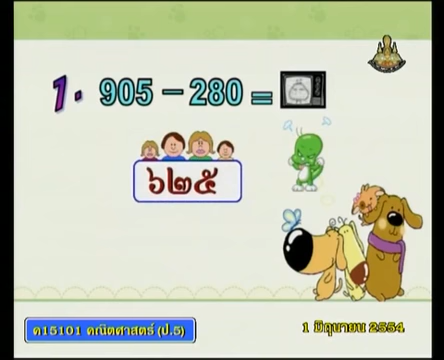 1. 905 - 280 =
๖๒๕
ค15101 คณิตศาสตร์ (ป.5)
1 มิถุนายน 2554